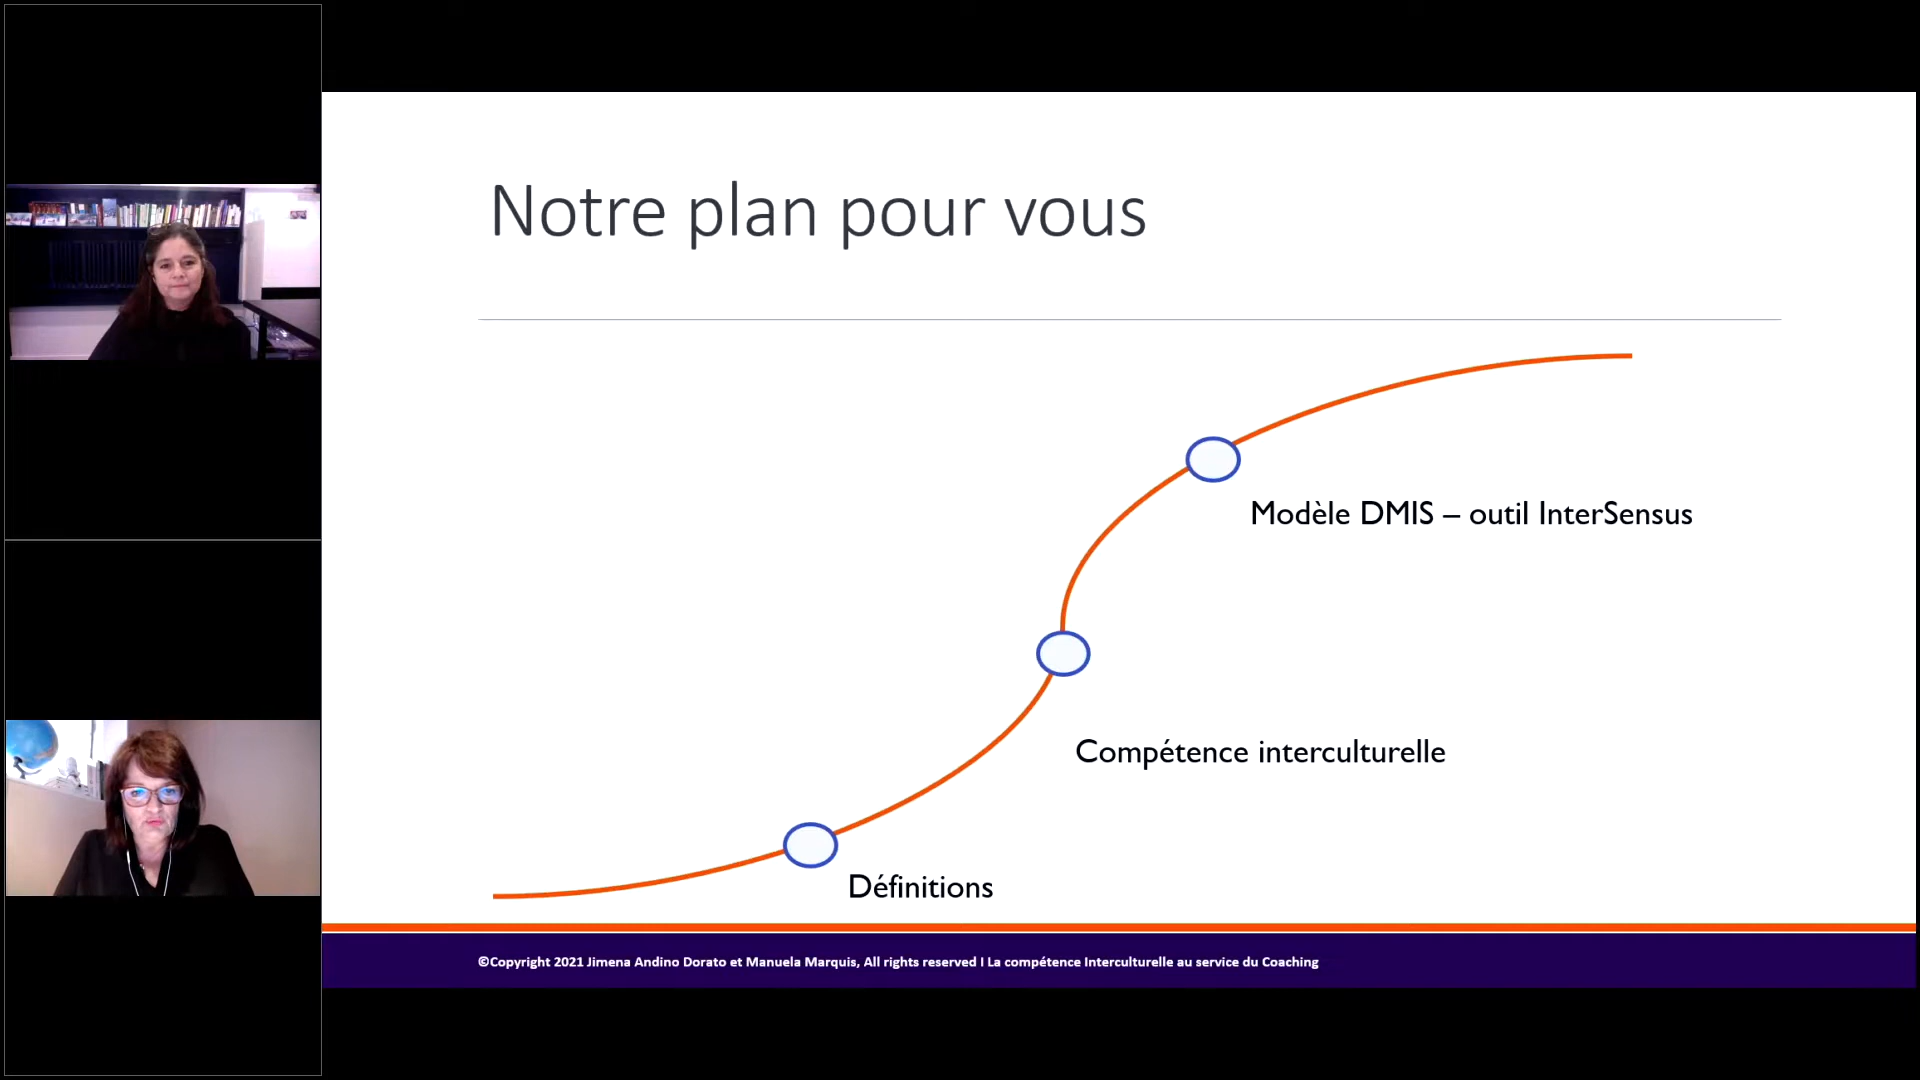 Notre plan pour vous
Modèle DMIS – outil InterSensus
Compétence interculturelle
Définitions
©Copyright 2021 Jimena Andino Dorato et Manuela Marquis, All rights reserved I La compétence Interculturelle au service du Coaching